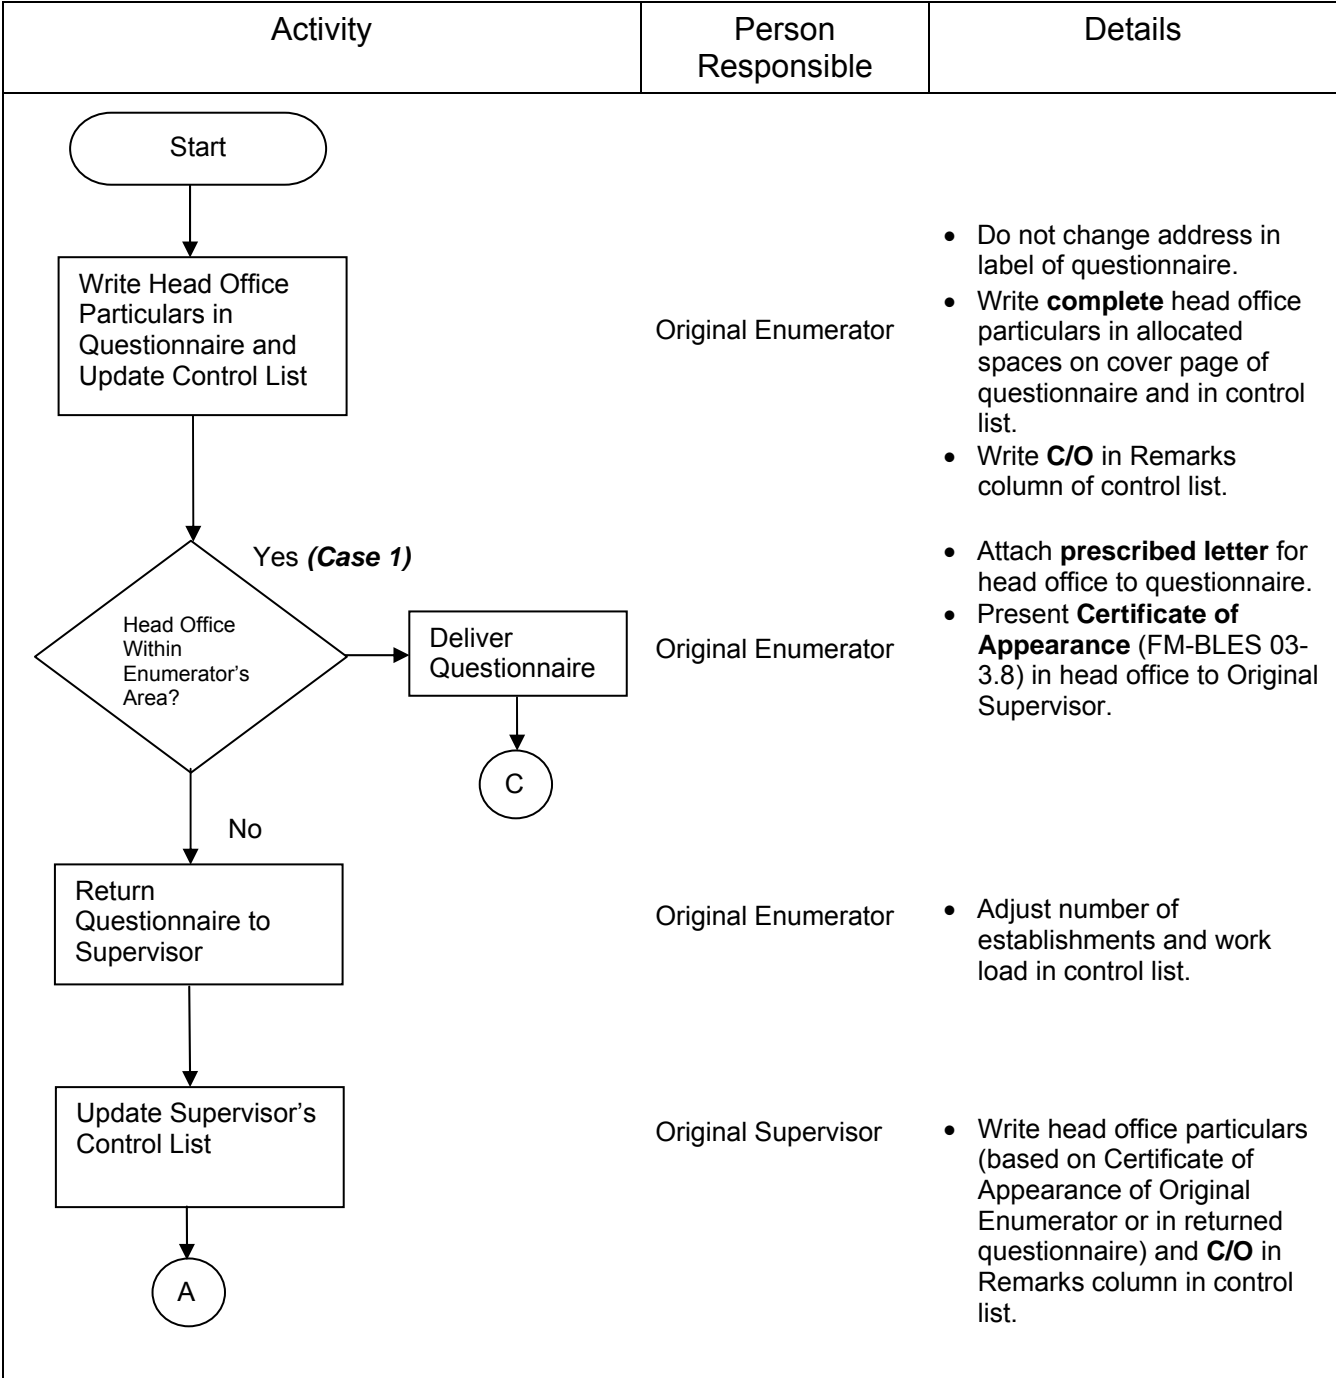 Activity
Person
Responsible
Details
Start
Write Head Office
Particulars in
Questionnaire and
Update Control List
Original Enumerator
• Do not change address in
label of questionnaire.
• Write complete head office
particulars in allocated
spaces on cover page of
questionnaire and in control
list.
• Write C/O in Remarks
column of control list.
Yes (Case 1)
Head Office
Within
Enumerator’s
Area?
Deliver
Questionnaire
Original Enumerator
• Attach prescribed letter for
head office to questionnaire.
• Present Certificate of
Appearance (FM-BLES 03-
3.8) in head office to Original
Supervisor.
C
No
Return
Questionnaire to
Supervisor
Original Enumerator
• Adjust number of
establishments and work
load in control list.
Update Supervisor’s
Control List
Original Supervisor
• Write head office particulars
(based on Certificate of
Appearance of Original
Enumerator or in returned
questionnaire) and C/O in
Remarks column in control
list.
A